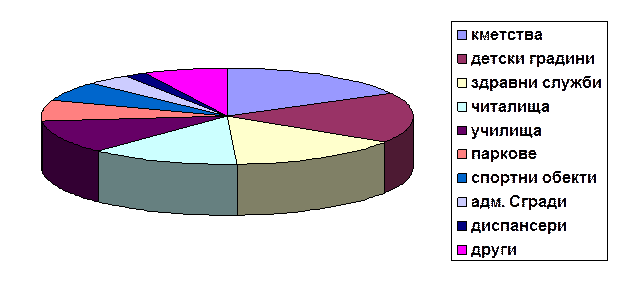 кметства
детски градини
здравни служби
читалища
училища
паркове
спортни обекти
адм. Сгради
диспансери
други